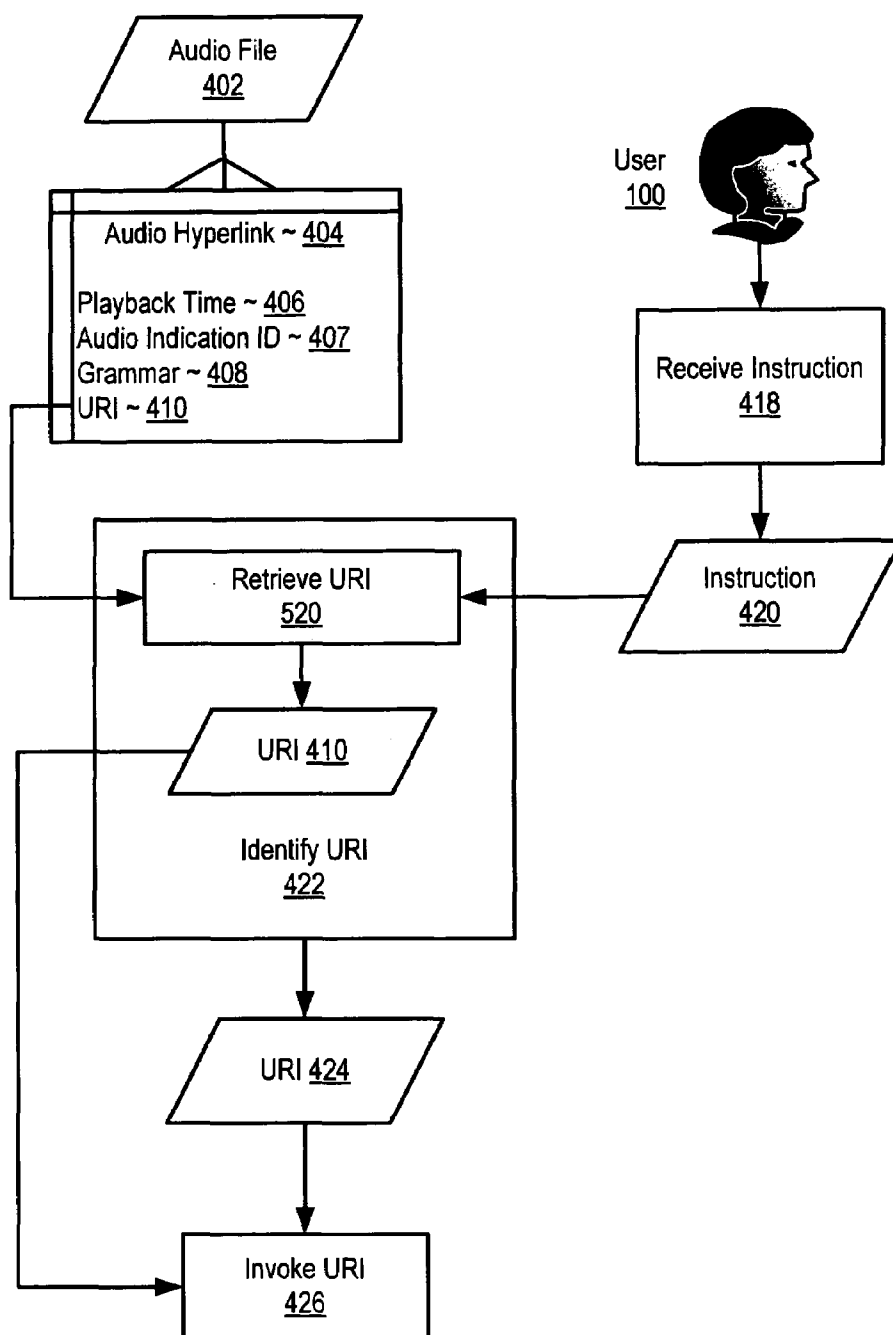 Audio File
402
User
100
Audio Hyperlink ~ 404
Playback Time ~ 406
Audio Indication ID ~ 407
Grammar ~ 408
URI ~ 410
Receive Instruction
418
Retrieve URI
520
Instruction
420
URI 410
Identify URI
422
URI 424
Invoke URI
426